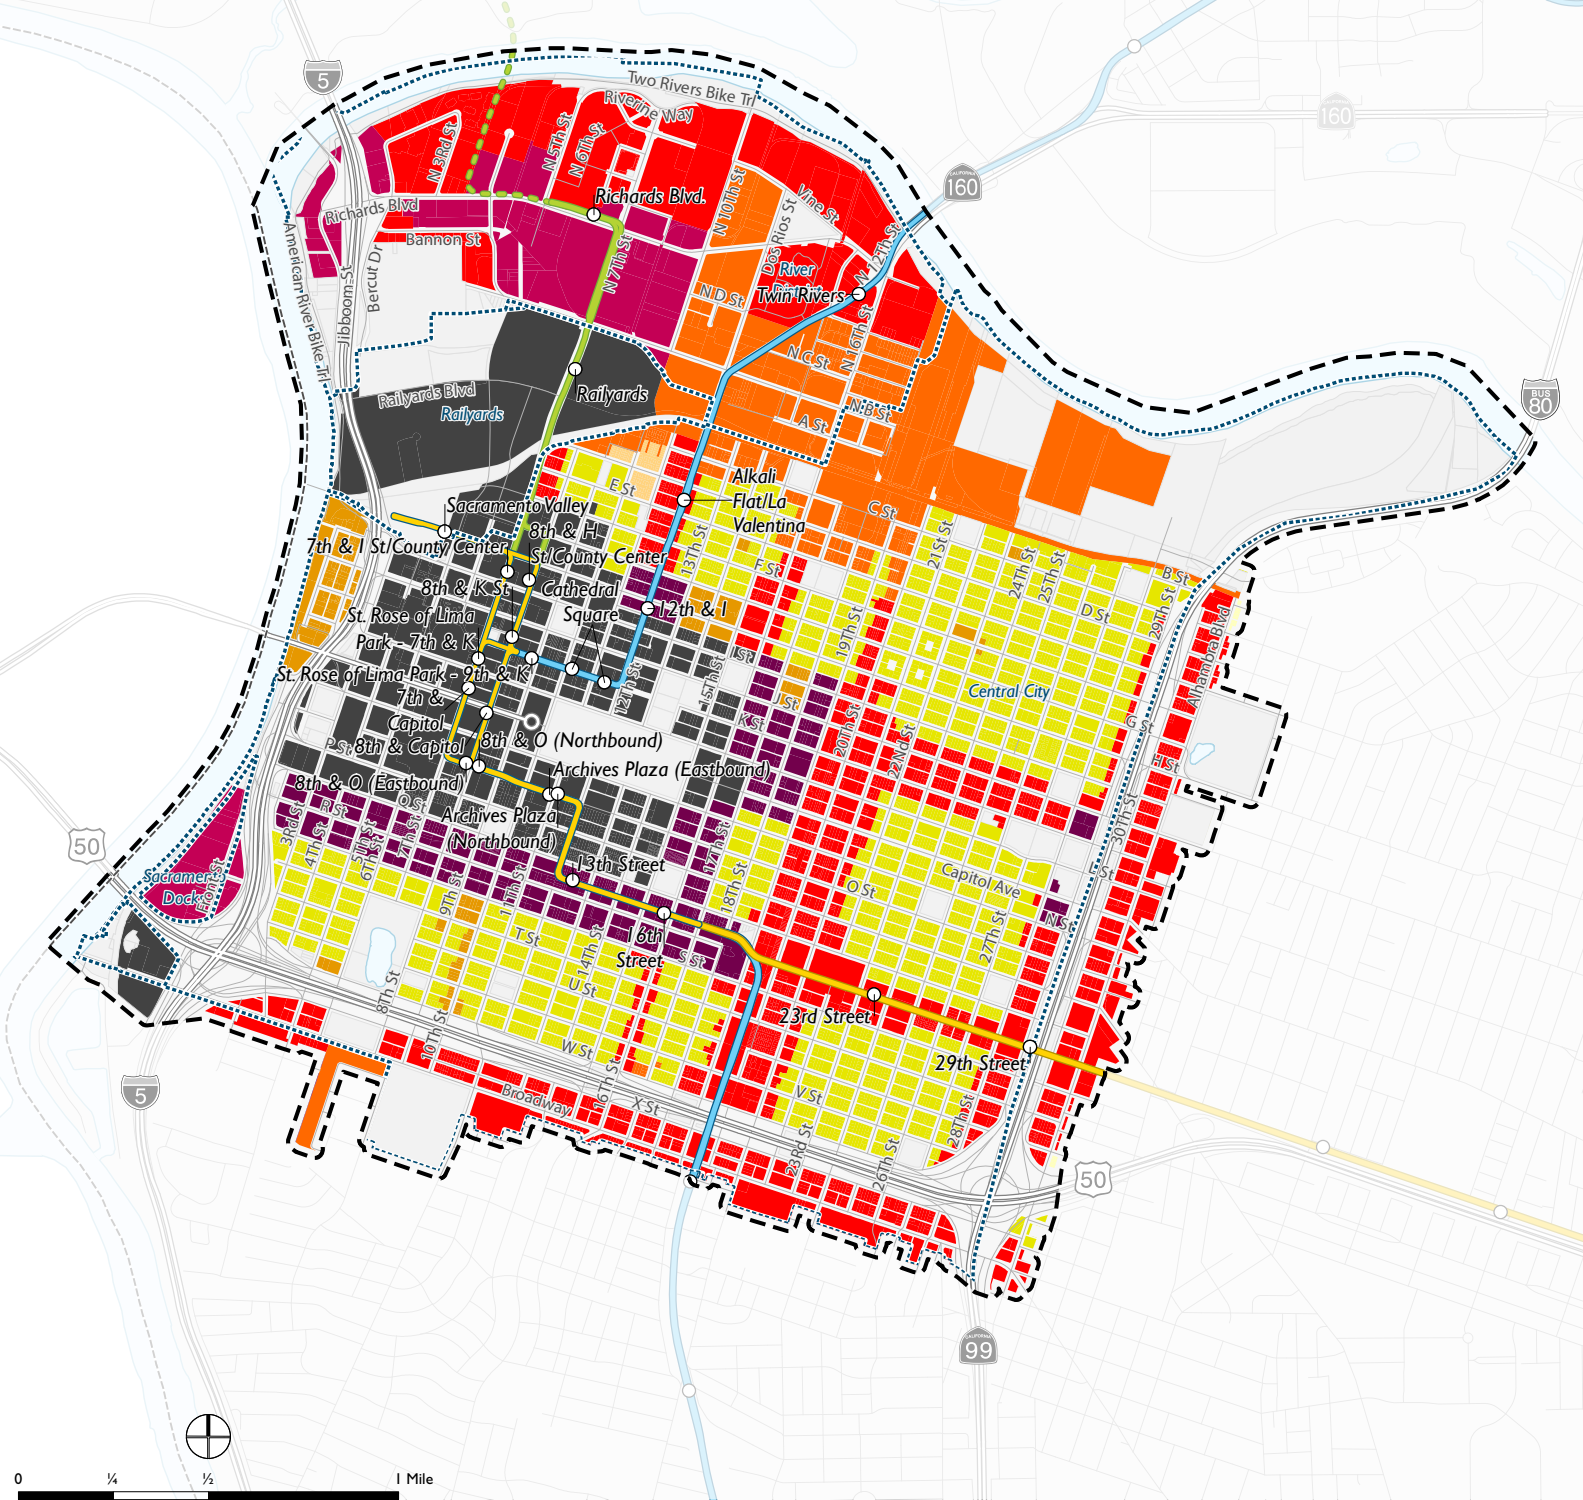 5
Two Rivers Bike Trl
Riverine Way
160
CALIFORNIA
160
N 3Rd St
N 5Th St
N 6Th St
N 10Th St
Vine St
Richards Blvd.
Richards Blvd
Bannon St
Dos Rios St
N 12Th St
River
Twin Rivers
American River Bike Trl
Jibboom St
Bercut Dr
N 7Th St
N D St
N 16Th St
N C St
Railyards
Railyards Blvd
Railyards
N B St
A St
BUS
80
E St
Alkali
Flat/La
Valentina
C St
Sacramento Valley
8th & H
St/County Center
7th & I St/County Center
13Th St
F St
21St St
24Th St
25Th St
B St
8th & K St
Cathedral
Square
12th & I
D St
29Th St
Alhambra Blvd
St. Rose of Lima
Park - 7th & K
19Th St
I St
St. Rose of Lima Park - 9th & K
Central City
7th &
Capitol
12Th St
15Th St
J St
K St
20Th St
22Nd St
G St
H St
P St
8th & Capitol
8th & O (Northbound)
8th & O (Eastbound)
Archives Plaza (Eastbound)
Archives Plaza
(Northbound)
3Rd St
R St
Q St
4Th St
5Th St
6Th St
7Th St
30Th St
50
13th Street
17Th St
18Th St
O St
Capitol Ave
L St
Sacramento
Docks
Front St
9Th St
11Th St
N St
T St
14Th St
16th
Street
S St
27Th St
8Th St
U St
23rd Street
10Th St
W St
29th Street
5
Broadway
16Th St
X St
V St
28Th St
23Rd St
26Th St
50
CALIFORNIA
99
0
¼
½
1 Mile